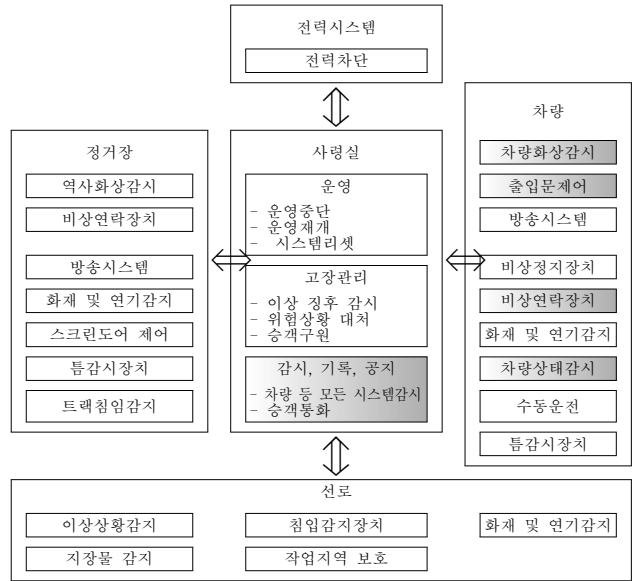 전력시스템
전력차단
정거장
역사화상감시
비상연락장치
방송시스템
화재 및 연기감지
스크린도어 제어
틈감시장치
트랙침임감지
사령실
운영
- 운영중단
- 운영재개
- 시스템리셋
고장관리
- 이상 징후 감시
- 위험상황 대처
- 승객구원
감시, 기록, 공지
- 차량 등 모든 시스템감시
- 승객통화
차량
차량화상감시
출입문제어
방송시스템
비상정지장치
비상연락장치
화재 및 연기감지
차량상태감시
수동운전
틈감시장치
선로
이상상황감지
침입감지장치
화재 및 연기감지
지장물 감지
작업지역 보호